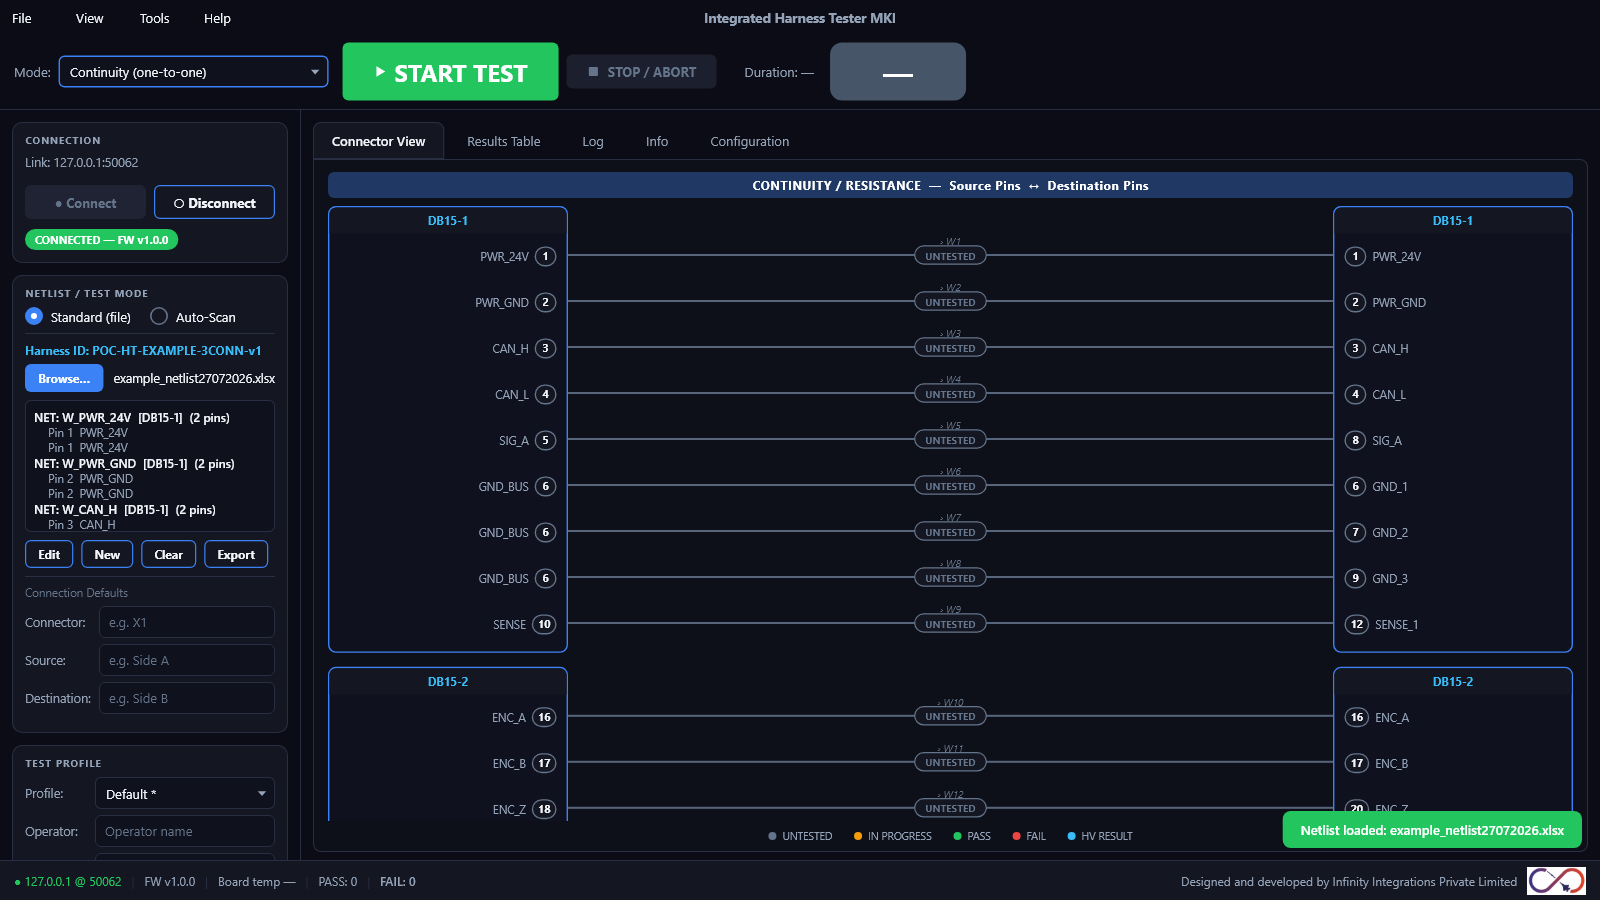 File View Tools Help
Integrated Harness Tester MKI
Mode: Continuity (one-to-one)
START TEST
STOP / ABORT
Duration: —
—
CONNECTION
Link: 127.0.0.1:50062
Connect
Disconnect
CONNECTED — FW v1.0.0
NETLIST / TEST MODE
Standard (file) Auto-Scan
Harness ID: POC-HT-EXAMPLE-3CONN-v1
Browse... example_netlist27072026.xlsx
NET: W_PWR_24V [DB15-1] (2 pins)
Pin 1 PWR_24V
Pin 1 PWR_24V
NET: W_PWR_GND [DB15-1] (2 pins)
Pin 2 PWR_GND
Pin 2 PWR_GND
NET: W_CAN_H [DB15-1] (2 pins)
Pin 3 CAN_H
Edit New Clear Export
Connection Defaults
Connector: e.g. X1
Source: e.g. Side A
Destination: e.g. Side B
TEST PROFILE
Profile: Default *
Operator: Operator name
Connector View Results Table Log Info Configuration
CONTINUITY / RESISTANCE — Source Pins ↔ Destination Pins
DB15-1 DB15-1
W1
PWR_24V 1 UNTESTED 1 PWR_24V
W2
PWR_GND 2 UNTESTED 2 PWR_GND
W3
CAN_H 3 UNTESTED 3 CAN_H
W4
CAN_L 4 UNTESTED 4 CAN_L
W5
SIG_A 5 UNTESTED 8 SIG_A
W6
GND_BUS 6 UNTESTED 6 GND_1
W7
GND_BUS 6 UNTESTED 7 GND_2
W8
GND_BUS 6 UNTESTED 9 GND_3
W9
SENSE 10 UNTESTED 12 SENSE_1
DB15-2 DB15-2
W10
ENC_A 16 UNTESTED 16 ENC_A
W11
ENC_B 17 UNTESTED 17 ENC_B
W12
ENC_Z 18 UNTESTED 20 ENC_Z
UNTESTED IN PROGRESS PASS FAIL HV RESULT
Netlist loaded: example_netlist27072026.xlsx
127.0.0.1 @ 50062 FW v1.0.0 Board temp — PASS: 0 FAIL: 0
Designed and developed by Infinity Integrations Private Limited